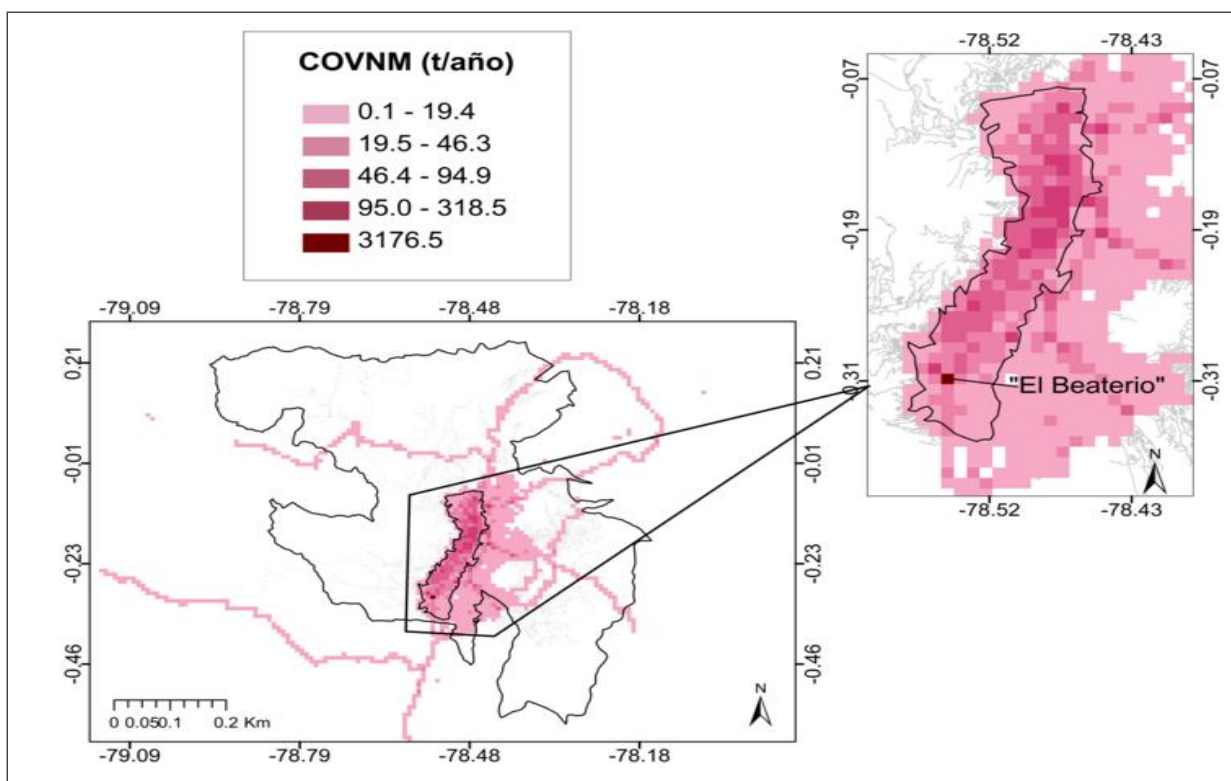 COVNM (t/año)
0.1 - 19.4
19.5 - 46.3
46.4 - 94.9
95.0 - 318.5
3176.5
-78.52 -78.43
-0.07 -0.07
-0.19 -0.19
-0.31 -0.31
"El Beaterio"
N
-78.52 -78.43
-79.09 -78.79 -78.48 -78.18
0.21 0.21
-0.01 -0.01
-0.23 -0.23
-0.46 -0.46
0 0.05 0.1 0.2 Km
N
-79.09 -78.79 -78.48 -78.18